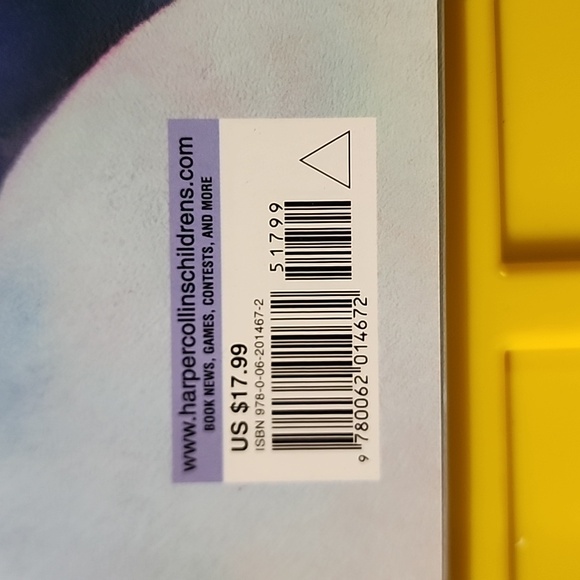 www.harpercollinschildrens.com
BOOK NEWS, GAMES, CONTESTS, AND MORE
US $17.99
ISBN 978-0-06-201467-2
51799
9 780062 014672